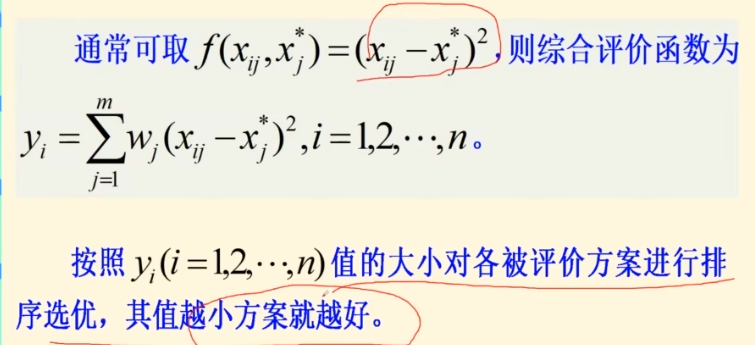 通常可取 f(x_{ij}, x_j^*) = (x_{ij} − x_j^*)^2,则综合评价函数为
y_i = \sum_{j=1}^{m} w_j (x_{ij} − x_j^*)^2, i = 1,2,⋯,n。
按照 y_i (i = 1,2,⋯,n) 值的大小对各被评价方案进行排
序选优，其值越小方案就越好。